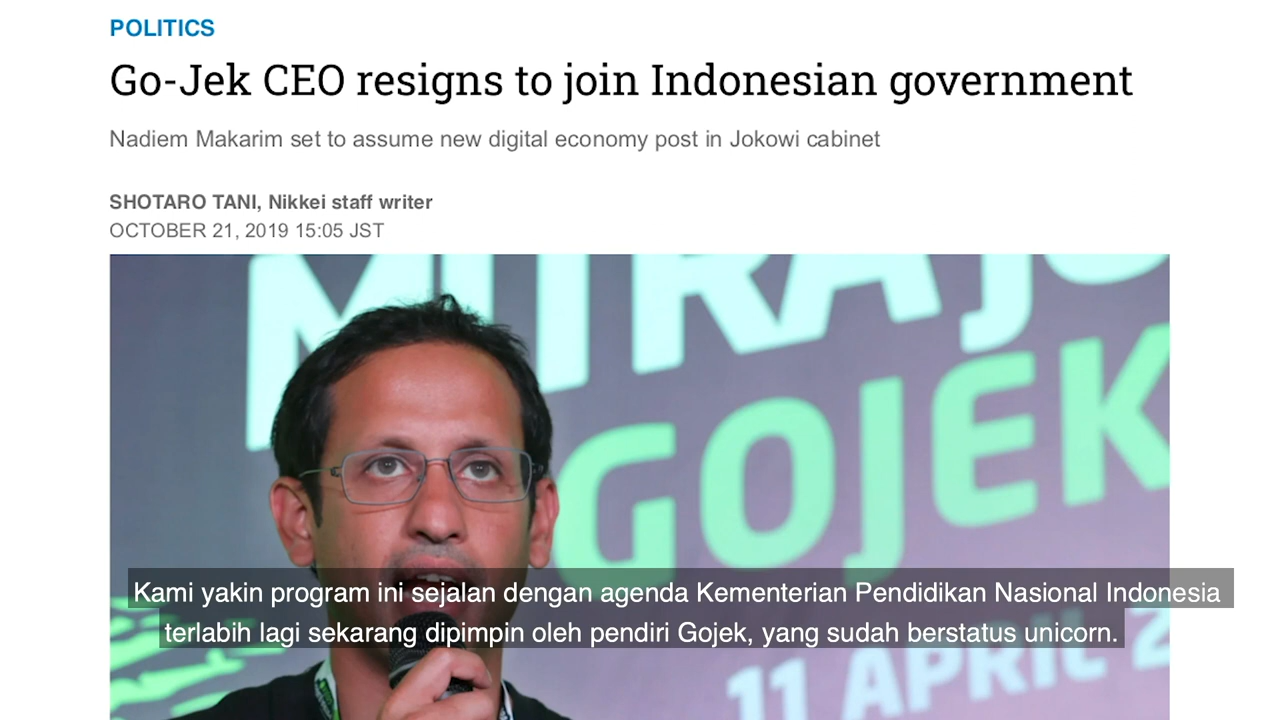 POLITICS
Go-Jek CEO resigns to join Indonesian government
Nadiem Makarim set to assume new digital economy post in Jokowi cabinet
SHOTARO TANI, Nikkei staff writer
OCTOBER 21, 2019 15:05 JST
GOJEK
Kami yakin program ini sejalan dengan agenda Kementerian Pendidikan Nasional Indonesia
terlabih lagi sekarang dipimpin oleh pendiri Gojek, yang sudah berstatus unicorn.
11 APRIL 2